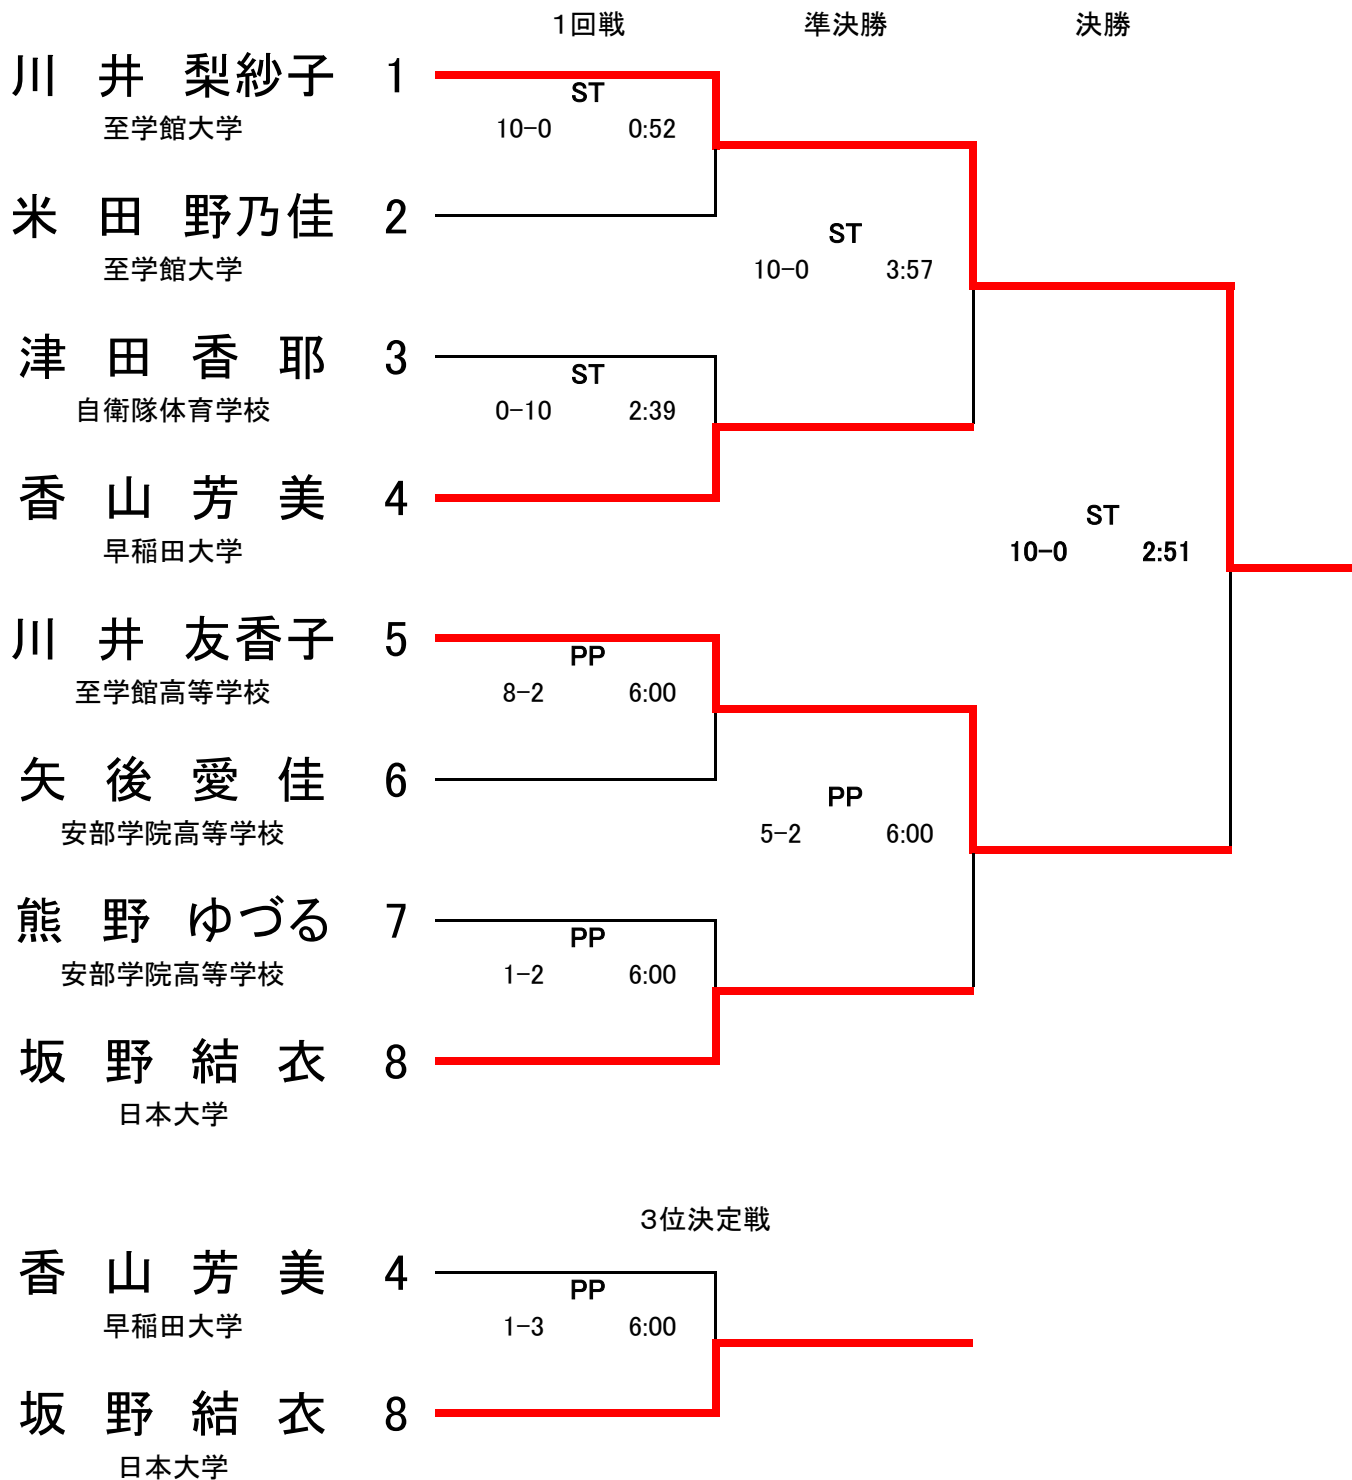 １回戦 準決勝 決勝
川 井 梨紗子 1
ST
至学館大学 10-0 0:52
米 田 野乃佳 2
ST
至学館大学 10-0 3:57
津 田 香 耶 3
ST
自衛隊体育学校 0-10 2:39
香 山 芳 美 4
ST
早稲田大学 10-0 2:51
川 井 友香子 5
PP
至学館高等学校 8-2 6:00
矢 後 愛 佳 6
PP
安部学院高等学校 5-2 6:00
熊 野 ゆづる 7
PP
安部学院高等学校 1-2 6:00
坂 野 結 衣 8
日本大学
３位決定戦
香 山 芳 美 4
PP
早稲田大学 1-3 6:00
坂 野 結 衣 8
日本大学